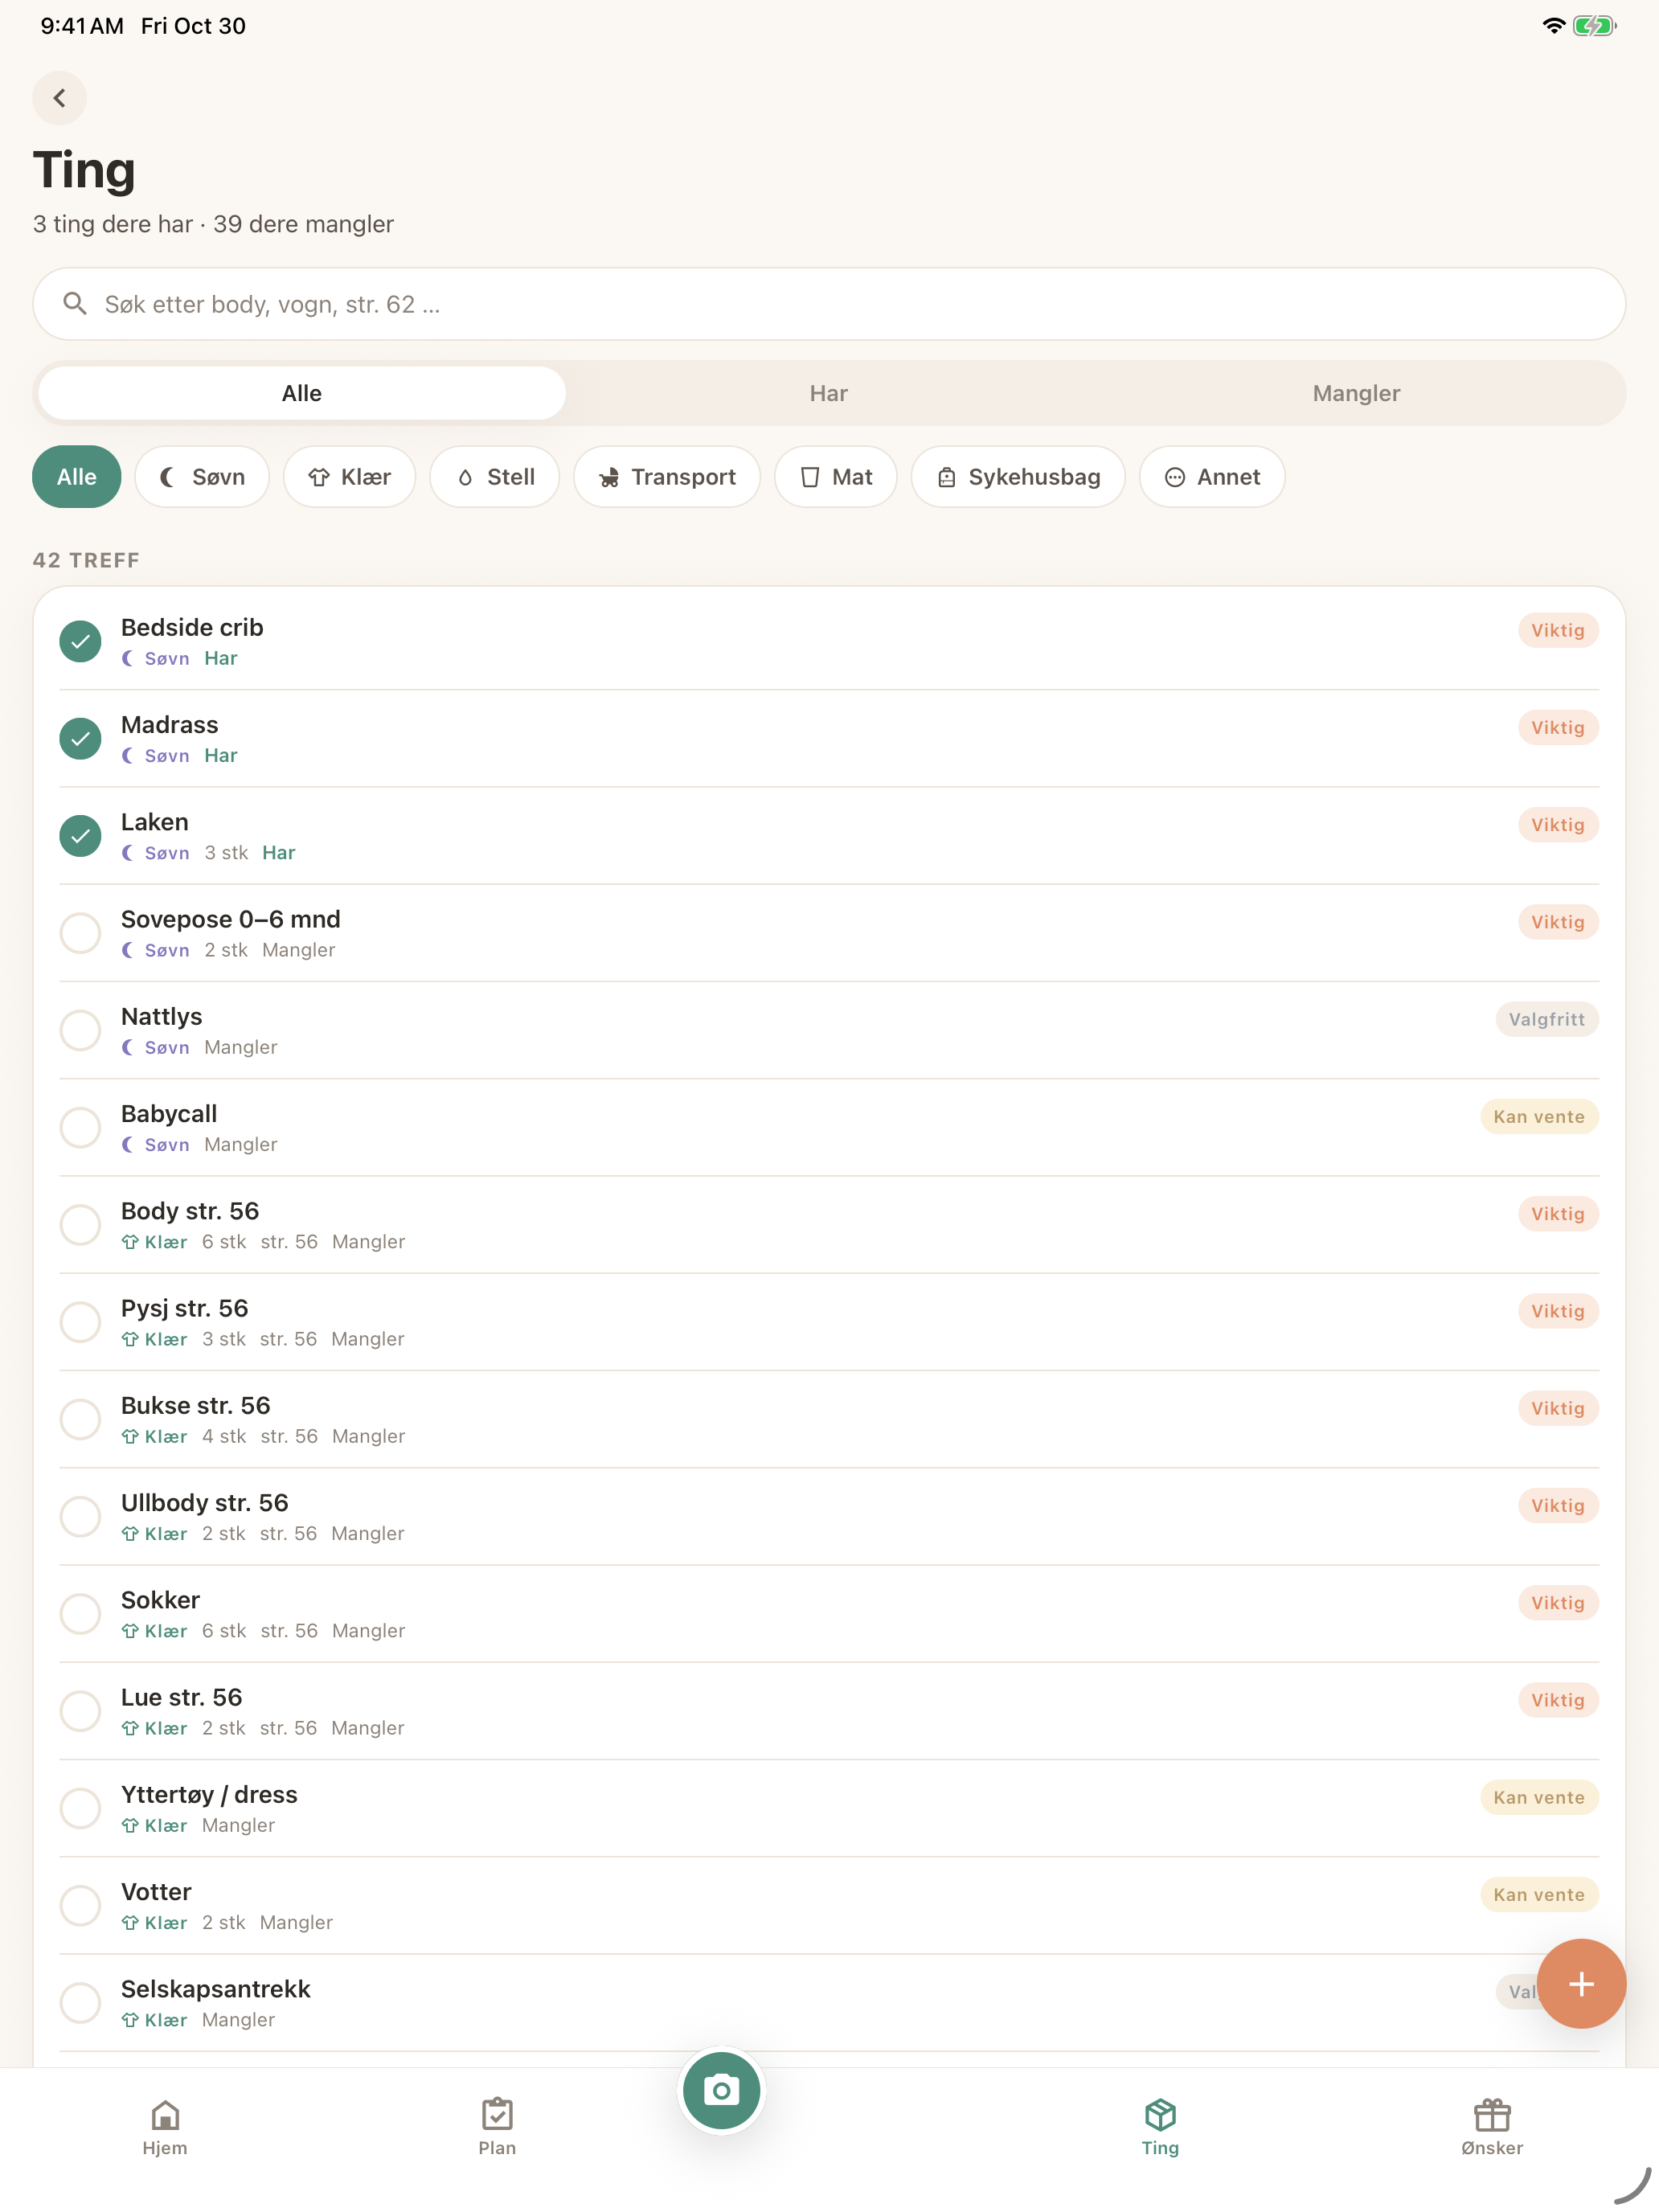 9:41 AM Fri Oct 30
Ting
3 ting dere har · 39 dere mangler
Søk etter body, vogn, str. 62 ...
Alle Har Mangler
Alle Søvn Klær Stell Transport Mat Sykehusbag Annet
42 TREFF
Bedside crib Viktig
Søvn Har
Madrass Viktig
Søvn Har
Laken Viktig
Søvn 3 stk Har
Sovepose 0–6 mnd Viktig
Søvn 2 stk Mangler
Nattlys Valgfritt
Søvn Mangler
Babycall Kan vente
Søvn Mangler
Body str. 56 Viktig
Klær 6 stk str. 56 Mangler
Pysj str. 56 Viktig
Klær 3 stk str. 56 Mangler
Bukse str. 56 Viktig
Klær 4 stk str. 56 Mangler
Ullbody str. 56 Viktig
Klær 2 stk str. 56 Mangler
Sokker Viktig
Klær 6 stk str. 56 Mangler
Lue str. 56 Viktig
Klær 2 stk str. 56 Mangler
Yttertøy / dress Kan vente
Klær Mangler
Votter Kan vente
Klær 2 stk Mangler
Selskapsantrekk Val
Klær Mangler
Hjem Plan Ting Ønsker